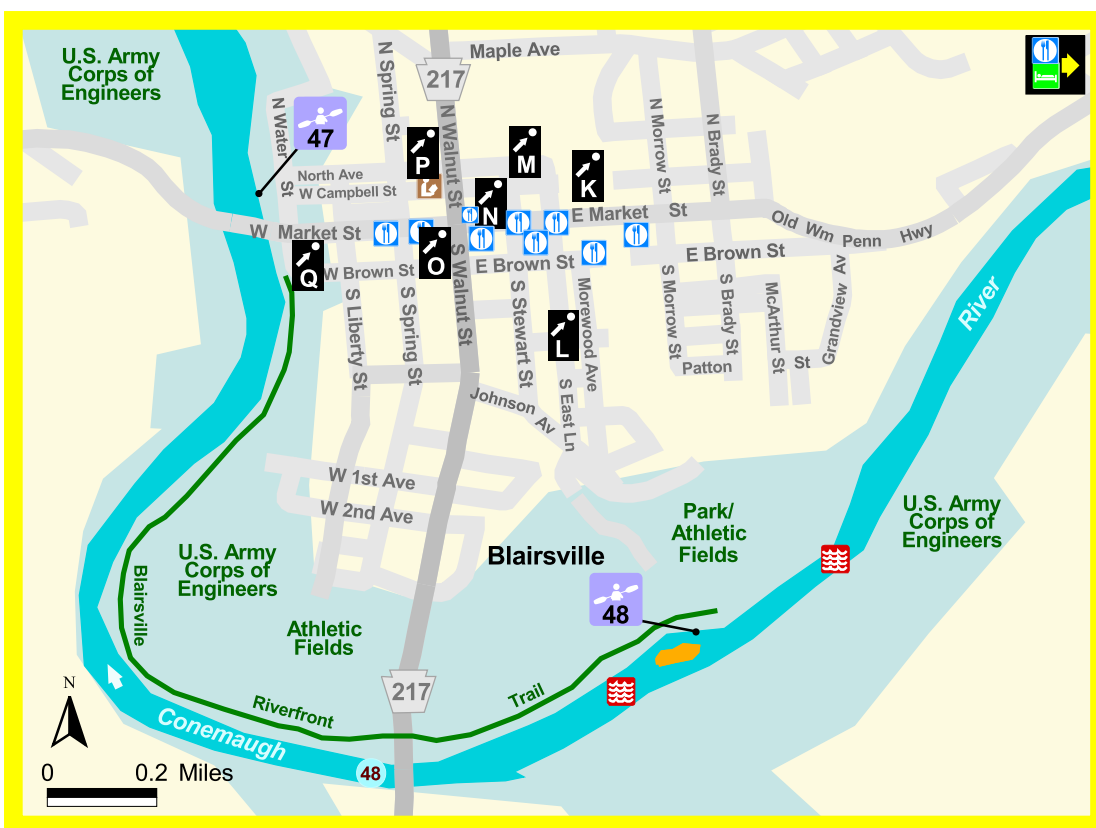 U.S. Army
Corps of
Engineers
N Spring St
217
Maple Ave
N Water St
47
N Walnut St
P
M
K
N
N Morrow St
N Brady St
North Ave
W Campbell St
W Market St
E Market St
Old Wm Penn Hwy
Q
O
W Brown St
E Brown St
E Brown St
S Walnut St
S Liberty St
S Spring St
S Stewart St
L
Morewood Ave
S Morrow St
S Brady St
McArthur St
Grandview Av
Patton St
River
Johnson Av
S East Ln
W 1st Ave
W 2nd Ave
Park/
Athletic
Fields
U.S. Army
Corps of
Engineers
Blairsville
U.S. Army
Corps of
Engineers
48
Athletic
Fields
Blairsville
Riverfront
Trail
217
Conemaugh
48
N
0 0.2 Miles